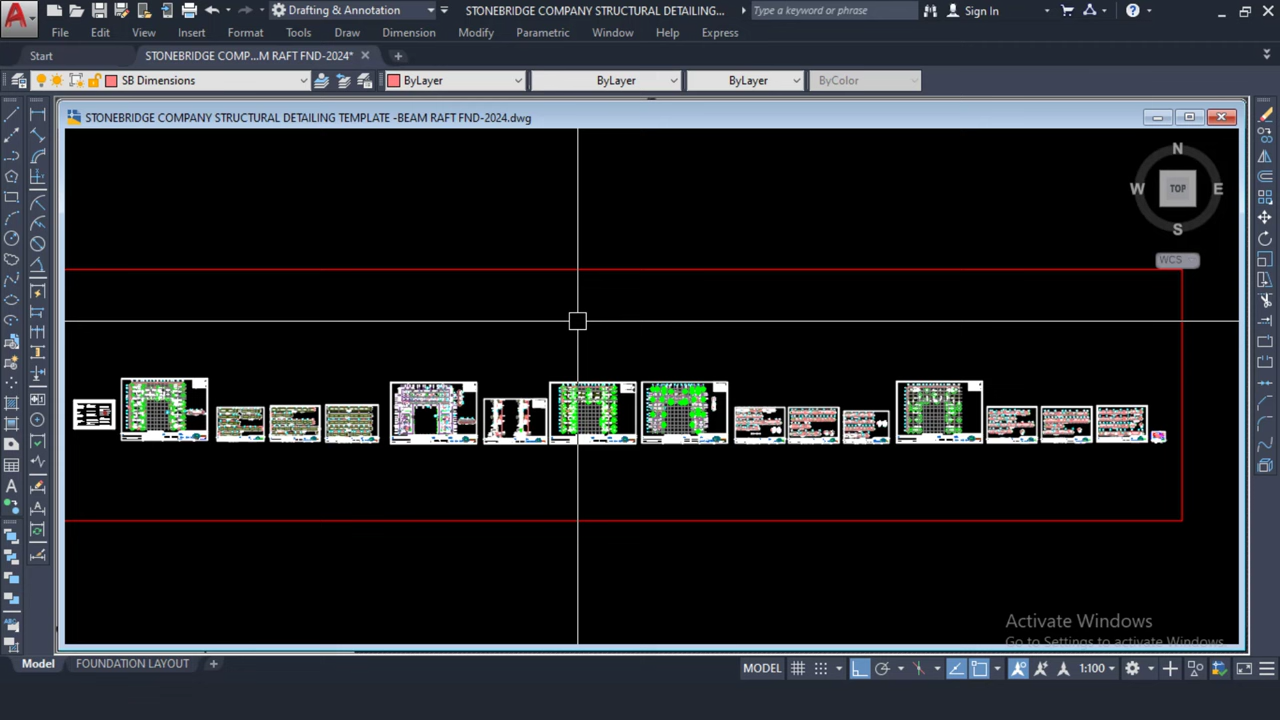 Drafting & Annotation
STONEBRIDGE COMPANY STRUCTURAL DETAILING...
Type a keyword or phrase
Sign In
File Edit View Insert Format Tools Draw Dimension Modify Parametric Window Help Express
Start
STONEBRIDGE COMP...M RAFT FND-2024*
SB Dimensions
ByLayer
ByLayer
ByLayer
ByColor
STONEBRIDGE COMPANY STRUCTURAL DETAILING TEMPLATE -BEAM RAFT FND-2024.dwg
N
W
TOP
E
S
WCS
Activate Windows
Go to Settings to activate Windows.
Model
FOUNDATION LAYOUT
MODEL
1:100